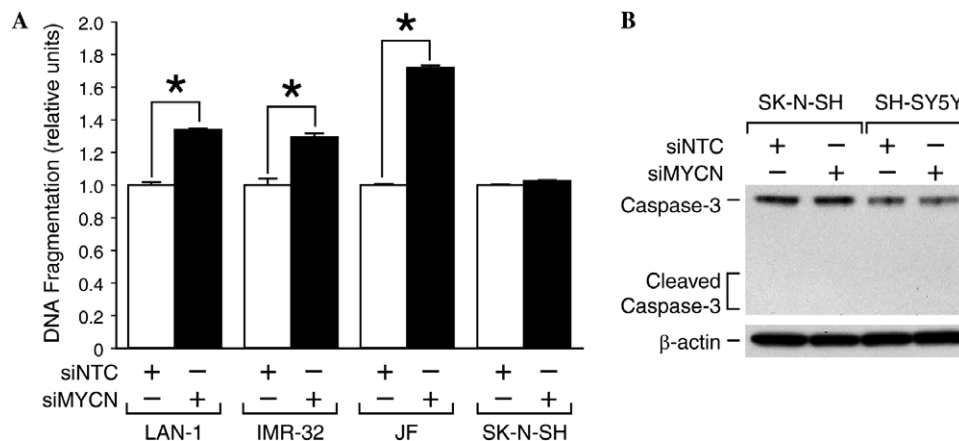 A
DNA Fragmentation (relative units)
2.0
1.8
1.6
1.4
1.2
1.0
0.8
0.6
0.4
0.2
0
* * *
siNTC + − + − + − + −
siMYCN − + − + − + − +
LAN-1 IMR-32 JF SK-N-SH
B
SK-N-SH SH-SY5Y
siNTC + − + −
siMYCN − + − +
Caspase-3
Cleaved
Caspase-3
β-actin